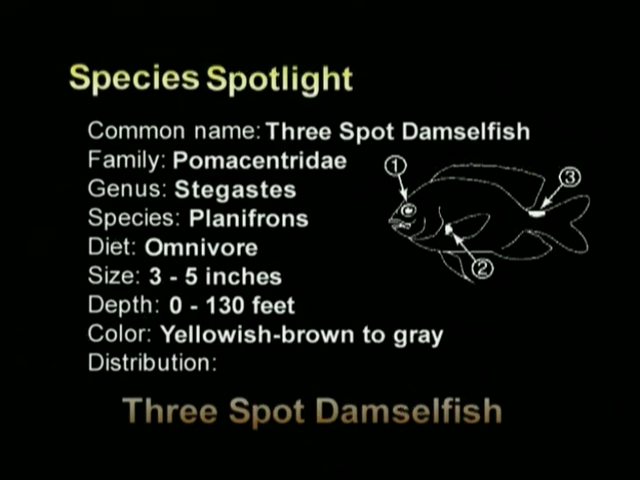 Species Spotlight
Common name: Three Spot Damselfish
Family: Pomacentridae
Genus: Stegastes
Species: Planifrons
Diet: Omnivore
Size: 3 - 5 inches
Depth: 0 - 130 feet
Color: Yellowish-brown to gray
Distribution:
1
3
2
Three Spot Damselfish